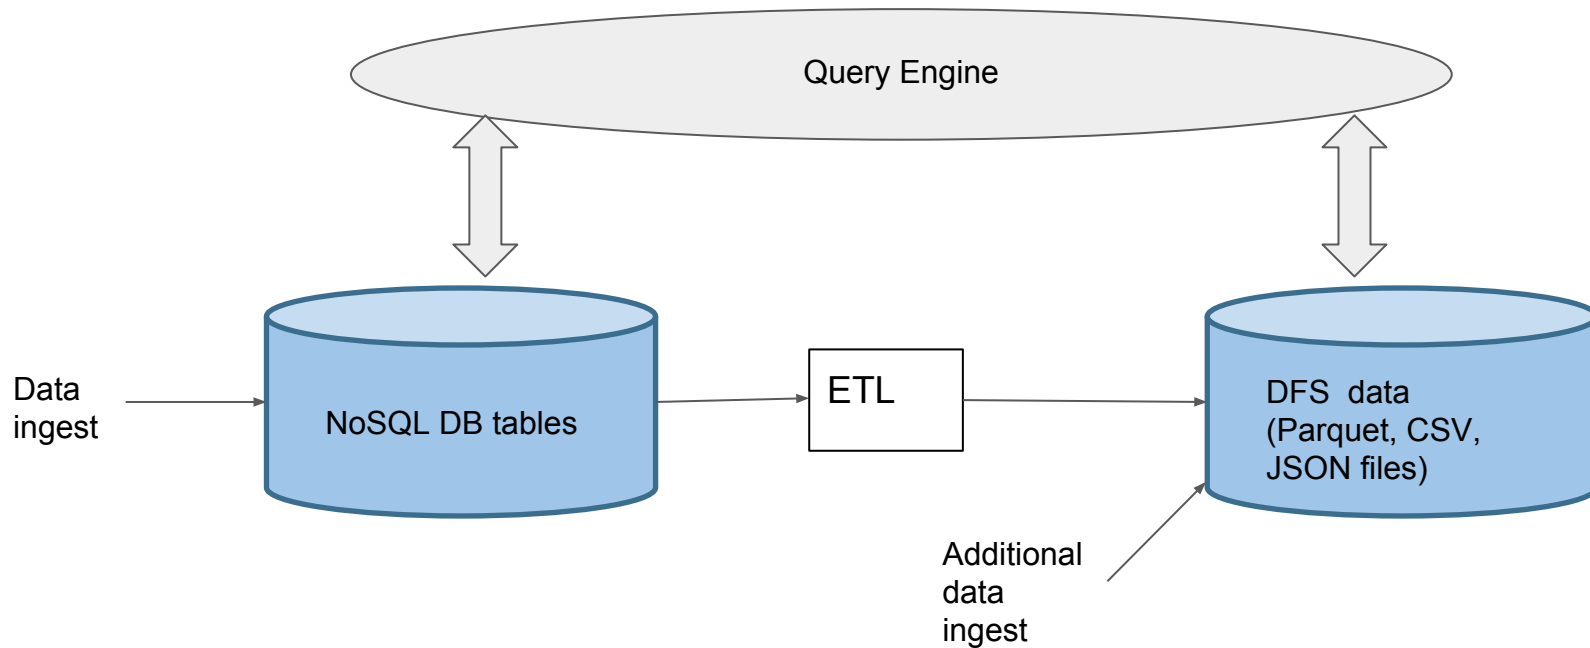 Query Engine
Data
ingest
NoSQL DB tables
ETL
DFS  data
(Parquet, CSV,
JSON files)
Additional
data
ingest